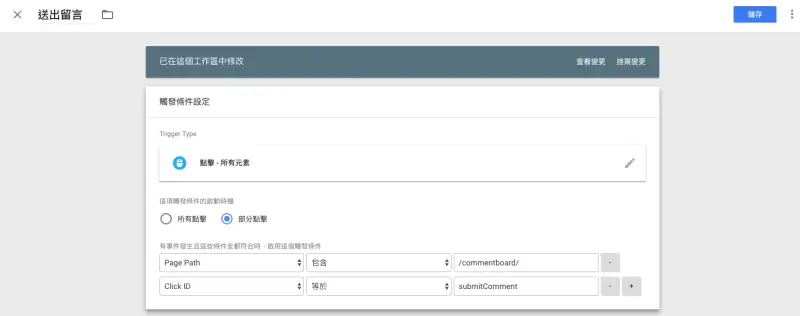 送出留言
儲存
已在這個工作區中修改
查看變更 捨棄變更
觸發條件設定
Trigger Type
點擊 - 所有元素
這項觸發條件的啟動時機
所有點擊 部分點擊
有事件發生且這些條件全都符合時，啟用這個觸發條件
Page Path 包含 /commentboard/ -
Click ID 等於 submitComment - +